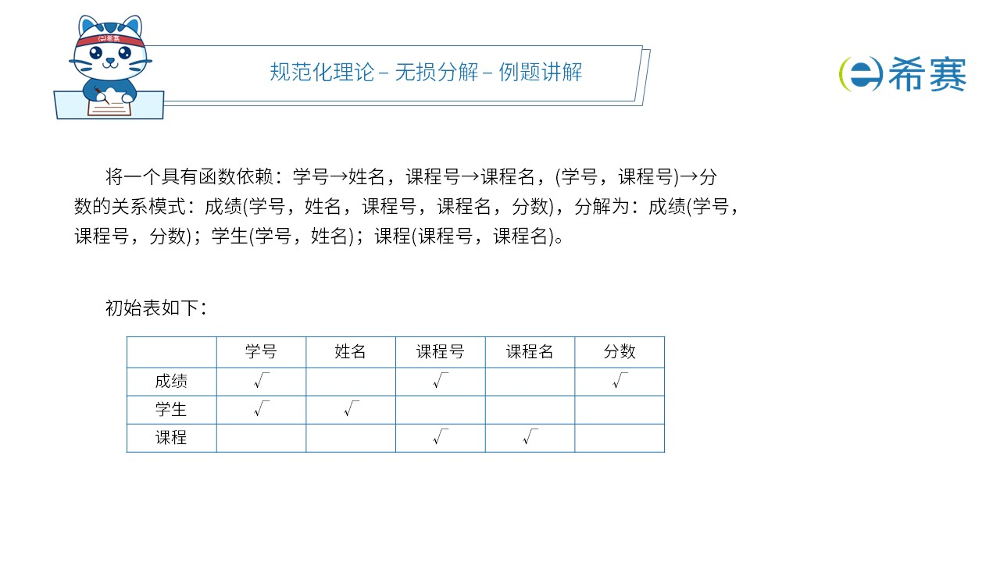 (e)希赛
规范化理论 – 无损分解 – 例题讲解
(e)希赛
将一个具有函数依赖：学号→姓名，课程号→课程名，(学号，课程号)→分
数的关系模式：成绩(学号，姓名，课程号，课程名，分数)，分解为：成绩(学号，
课程号，分数)；学生(学号，姓名)；课程(课程号，课程名)。
初始表如下：
学号 姓名 课程号 课程名 分数
成绩 √ √ √
学生 √ √
课程 √ √